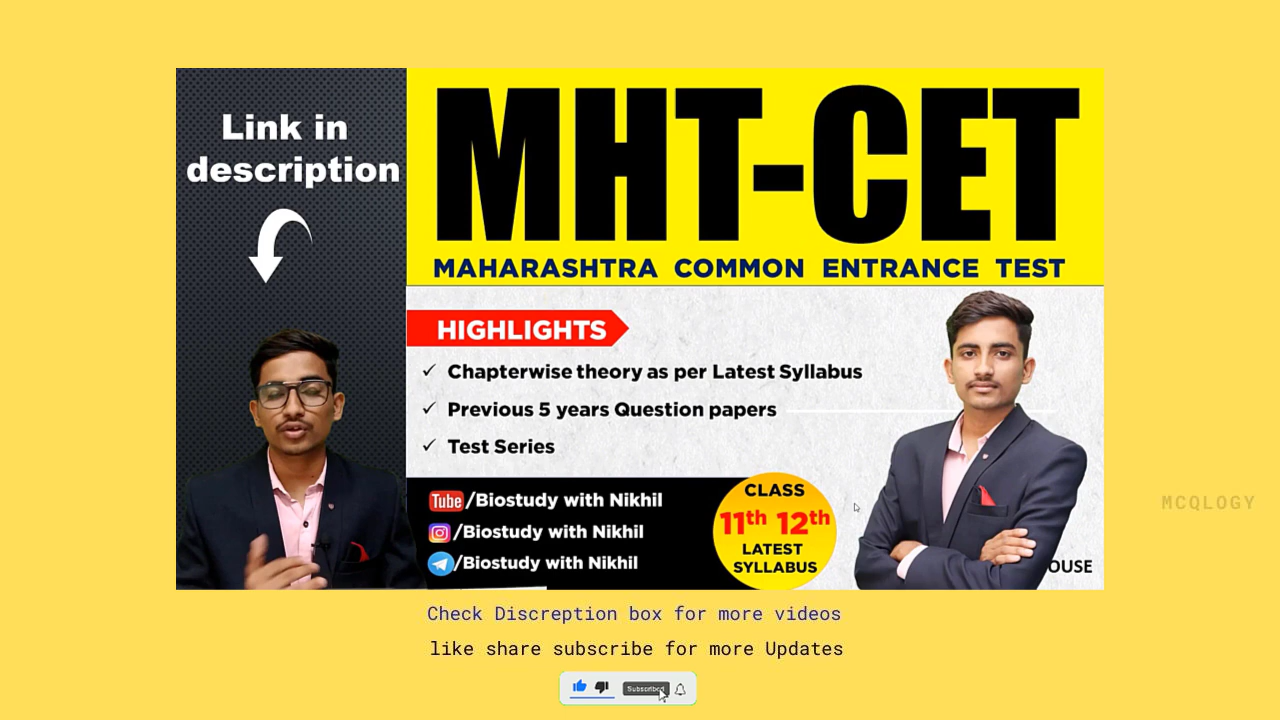 Link in
description
MHT-CET
MAHARASHTRA COMMON ENTRANCE TEST
HIGHLIGHTS
✓ Chapterwise theory as per Latest Syllabus
✓ Previous 5 years Question papers
✓ Test Series
Tube /Biostudy with Nikhil
/Biostudy with Nikhil
/Biostudy with Nikhil
CLASS
11th 12th
LATEST
SYLLABUS
OUSE
MCQLOGY
Check Discreption box for more videos
like share subscribe for more Updates
Subscribed